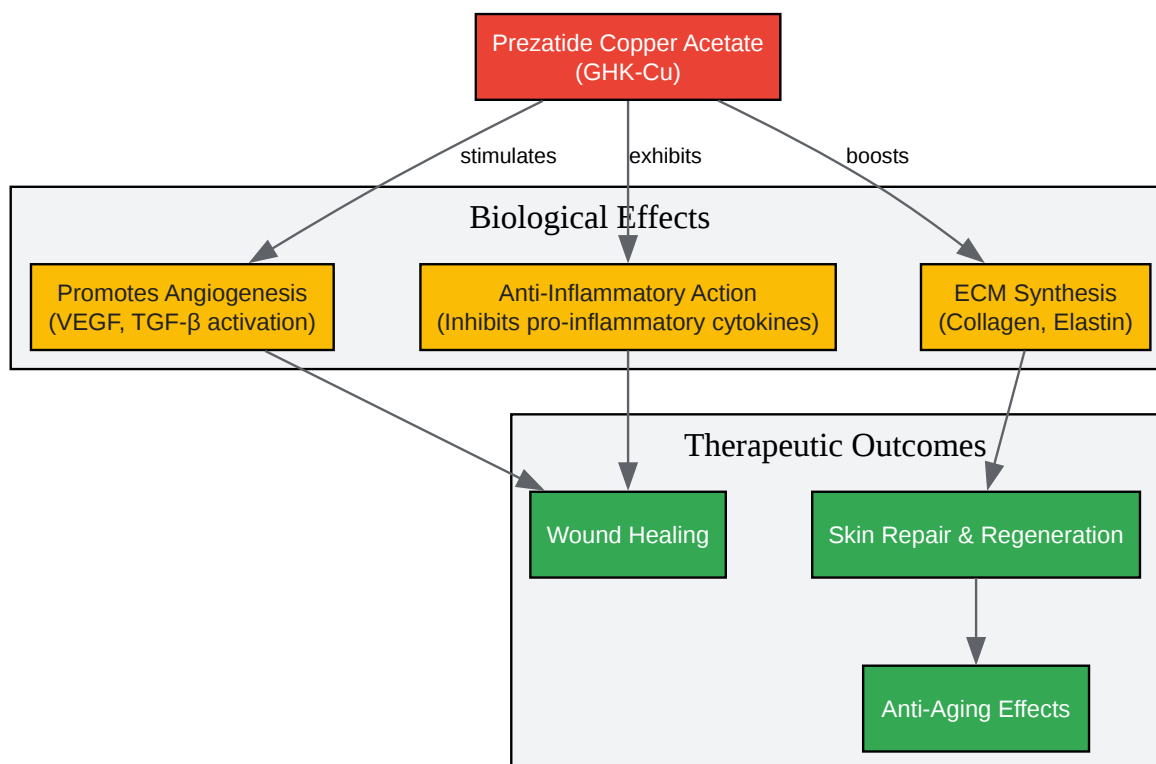 Prezatide Copper Acetate
(GHK-Cu)
stimulates
exhibits
boosts
Biological Effects
Promotes Angiogenesis
(VEGF, TGF-β activation)
Anti-Inflammatory Action
(Inhibits pro-inflammatory cytokines)
ECM Synthesis
(Collagen, Elastin)
Therapeutic Outcomes
Wound Healing
Skin Repair & Regeneration
Anti-Aging Effects